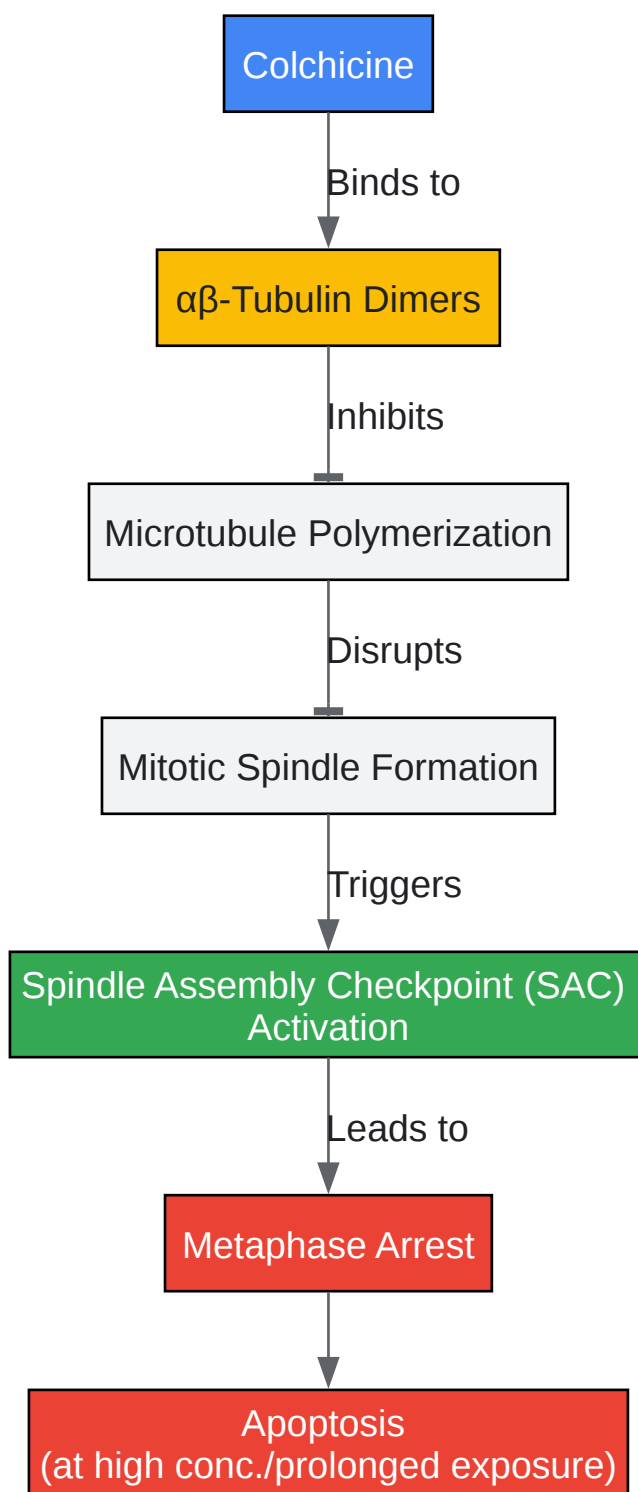 Colchicine
Binds to
αβ-Tubulin Dimers
Inhibits
Microtubule Polymerization
Disrupts
Mitotic Spindle Formation
Triggers
Spindle Assembly Checkpoint (SAC)
Activation
Leads to
Metaphase Arrest
Apoptosis
(at high conc./prolonged exposure)